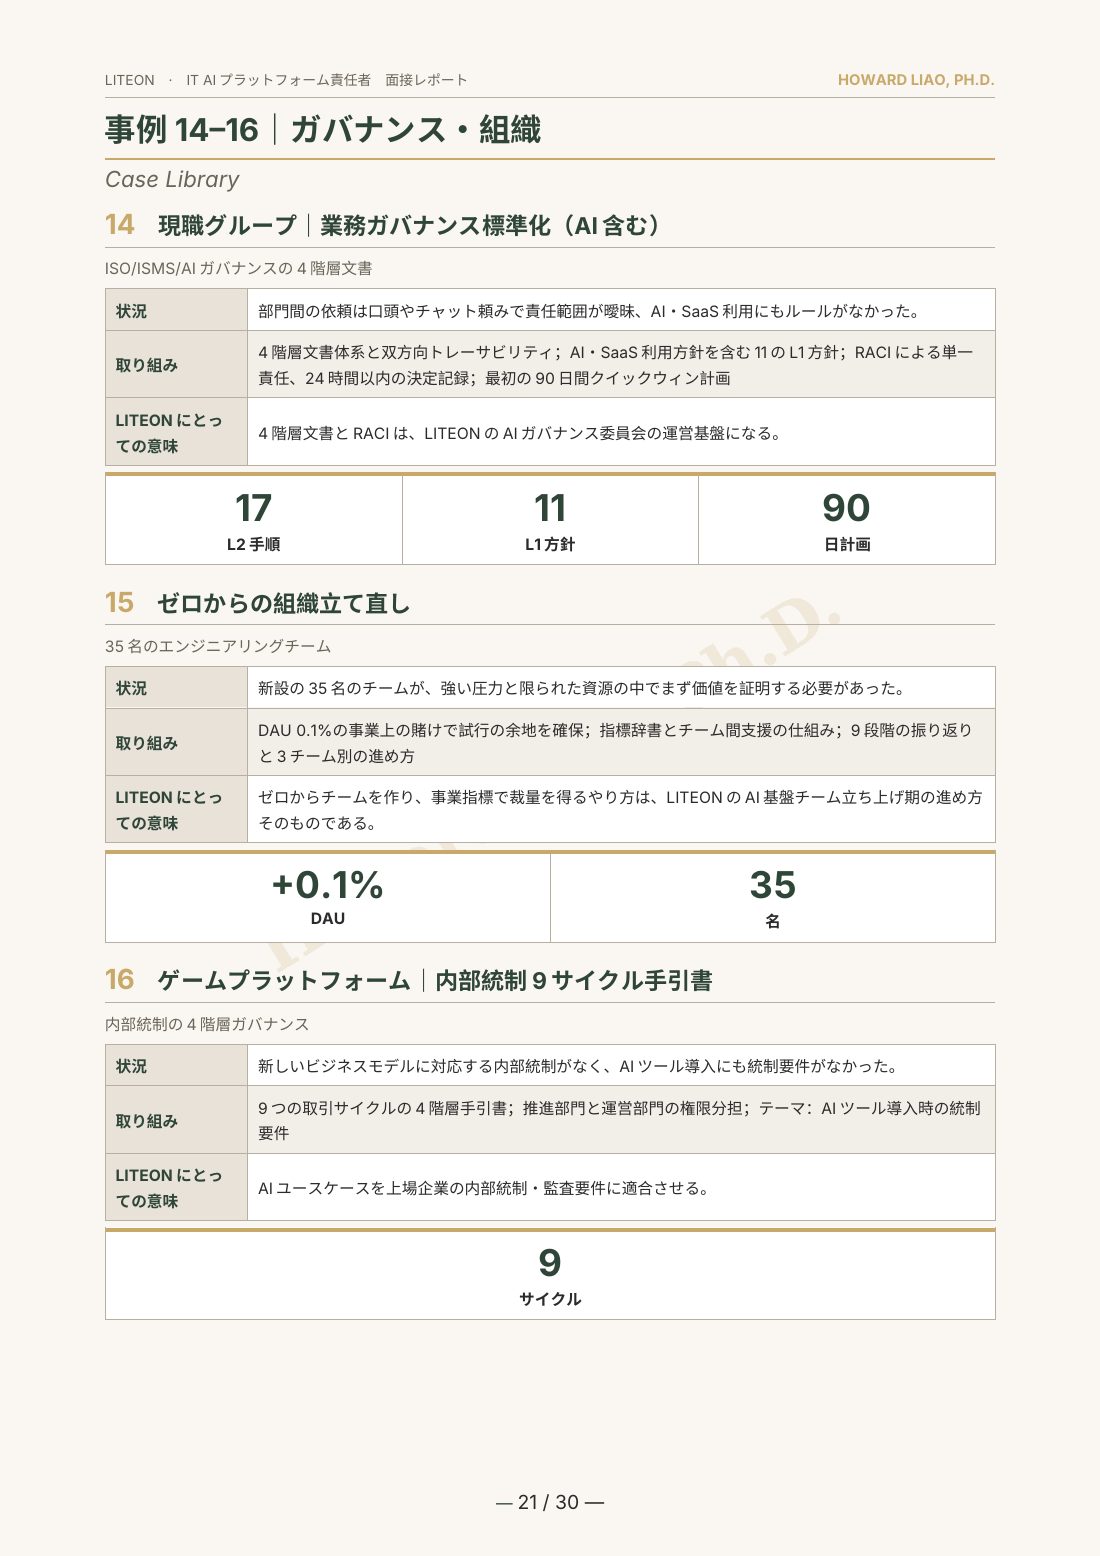 LITEON · IT AI プラットフォーム責任者 面接レポート
HOWARD LIAO, PH.D.
事例 14–16｜ガバナンス・組織
Case Library
14 現職グループ｜業務ガバナンス標準化（AI 含む）
ISO/ISMS/AI ガバナンスの 4 階層文書
状況
部門間の依頼は口頭やチャット頼みで責任範囲が曖昧、AI・SaaS 利用にもルールがなかった。
取り組み
4 階層文書体系と双方向トレーサビリティ；AI・SaaS 利用方針を含む 11 の L1 方針；RACI による単一
責任、24 時間以内の決定記録；最初の 90 日間クイックウィン計画
LITEON にとっ
ての意味
4 階層文書と RACI は、LITEON の AI ガバナンス委員会の運営基盤になる。
17
L2 手順
11
L1 方針
90
日計画
15 ゼロからの組織立て直し
35 名のエンジニアリングチーム
状況
新設の 35 名のチームが、強い圧力と限られた資源の中でまず価値を証明する必要があった。
取り組み
DAU 0.1%の事業上の賭けで試行の余地を確保；指標辞書とチーム間支援の仕組み；9 段階の振り返り
と 3 チーム別の進め方
LITEON にとっ
ての意味
ゼロからチームを作り、事業指標で裁量を得るやり方は、LITEON の AI 基盤チーム立ち上げ期の進め方
そのものである。
+0.1%
DAU
35
名
16 ゲームプラットフォーム｜内部統制 9 サイクル手引書
内部統制の 4 階層ガバナンス
状況
新しいビジネスモデルに対応する内部統制がなく、AI ツール導入にも統制要件がなかった。
取り組み
9 つの取引サイクルの 4 階層手引書；推進部門と運営部門の権限分担；テーマ：AI ツール導入時の統制
要件
LITEON にとっ
ての意味
AI ユースケースを上場企業の内部統制・監査要件に適合させる。
9
サイクル
— 21 / 30 —